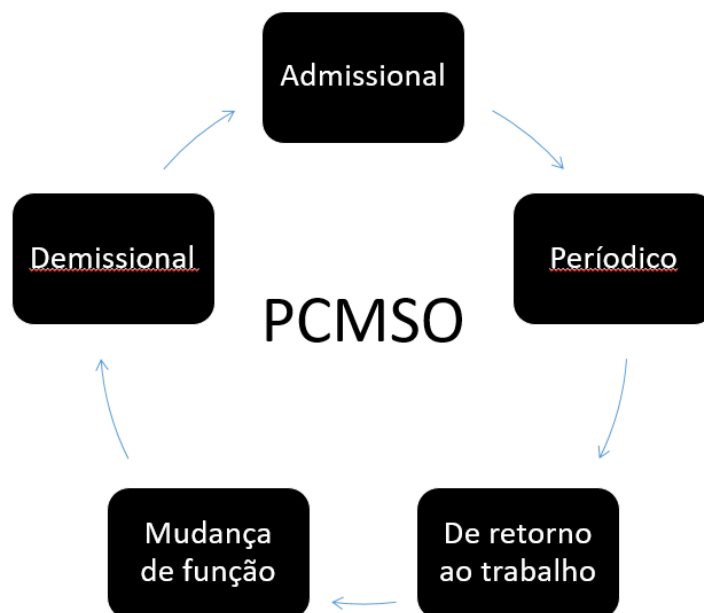 Admissional
Períodico
De retorno
ao trabalho
Mudança
de função
Demissional
PCMSO